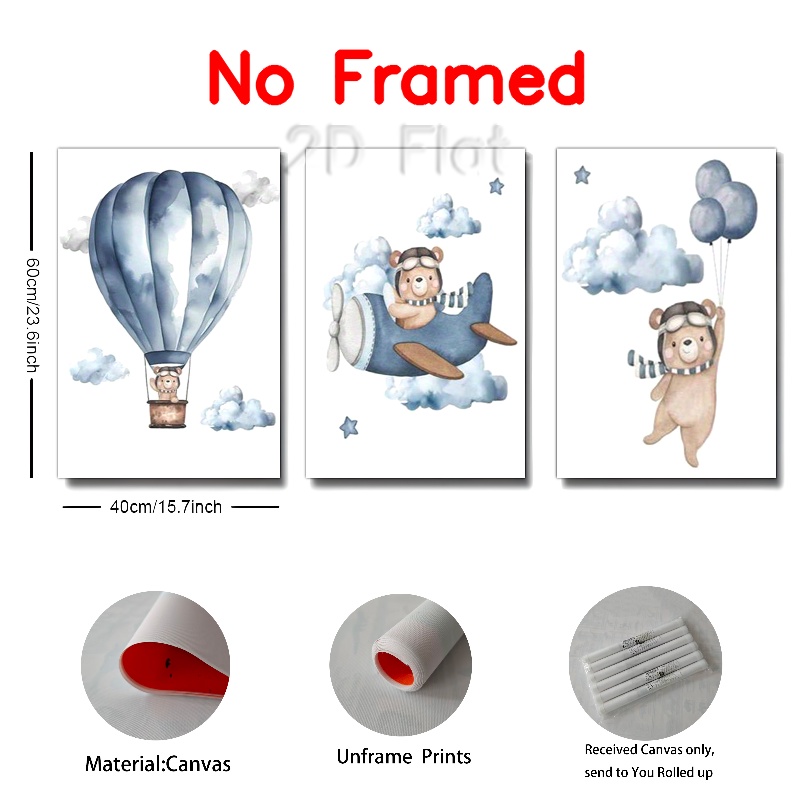 No Framed
2D Flat
60cm/23.6inch
40cm/15.7inch
Material:Canvas
Unframe Prints
Received Canvas only,
send to You Rolled up